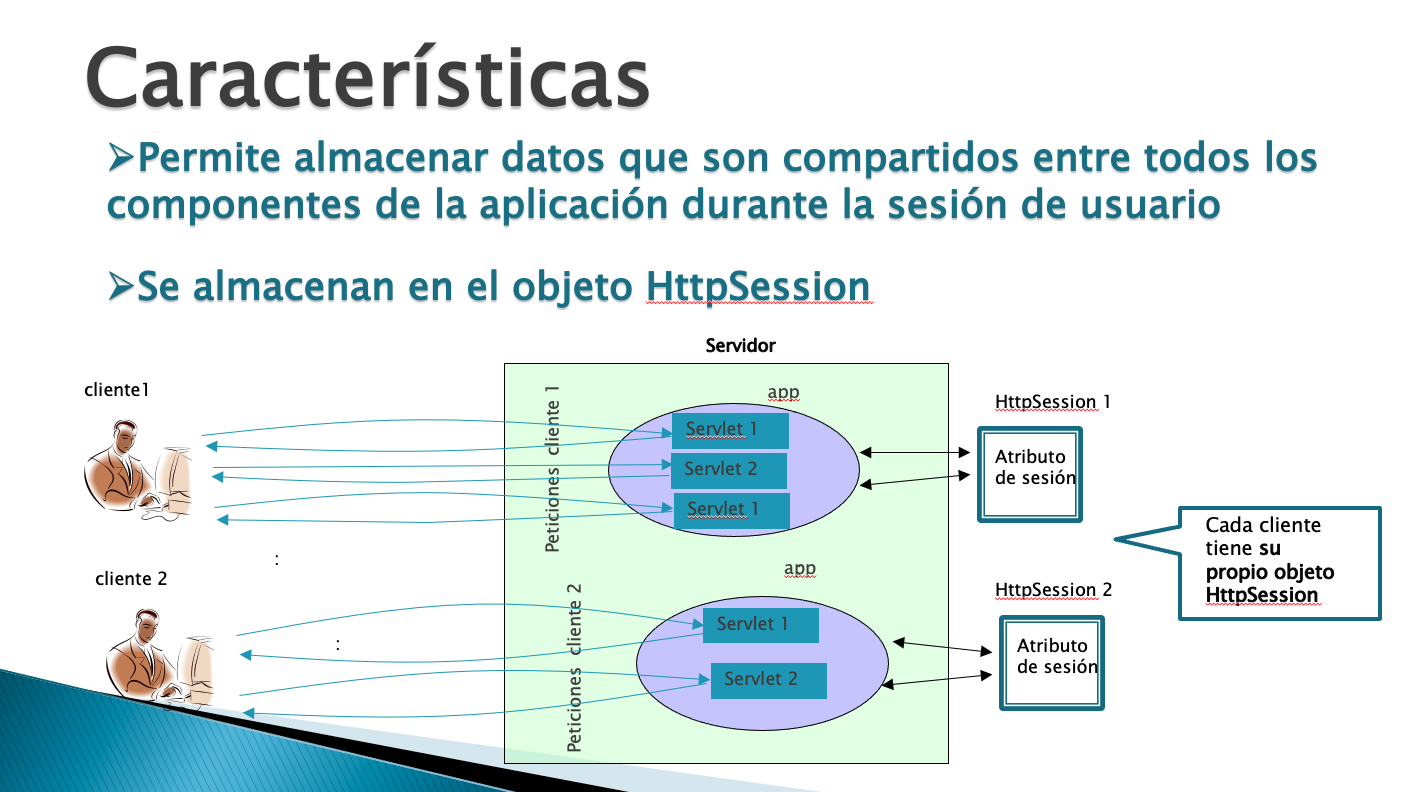 Características
➢Permite almacenar datos que son compartidos entre todos los
componentes de la aplicación durante la sesión de usuario
➢Se almacenan en el objeto HttpSession
Servidor
cliente1
Peticiones cliente 1
app
Servlet 1
Servlet 2
Servlet 1
HttpSession 1
Atributo
de sesión
Cada cliente
tiene su
propio objeto
HttpSession
:
cliente 2
:
Peticiones cliente 2
app
Servlet 1
Servlet 2
HttpSession 2
Atributo
de sesión